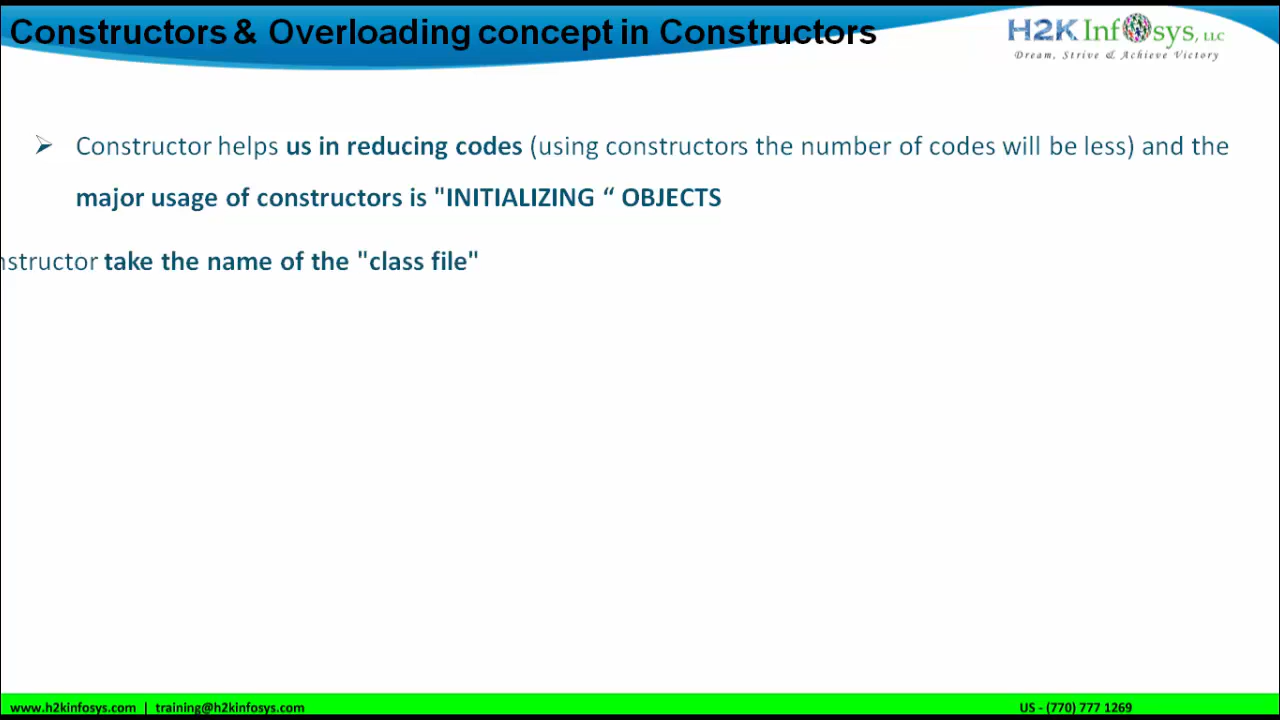 Constructors & Overloading concept in Constructors
H2K Infosys, LLC
Dream, Strive & Achieve Victory
Constructor helps us in reducing codes (using constructors the number of codes will be less) and the
major usage of constructors is "INITIALIZING “ OBJECTS
nstructor take the name of the "class file"
www.h2kinfosys.com | training@h2kinfosys.com
US - (770) 777 1269